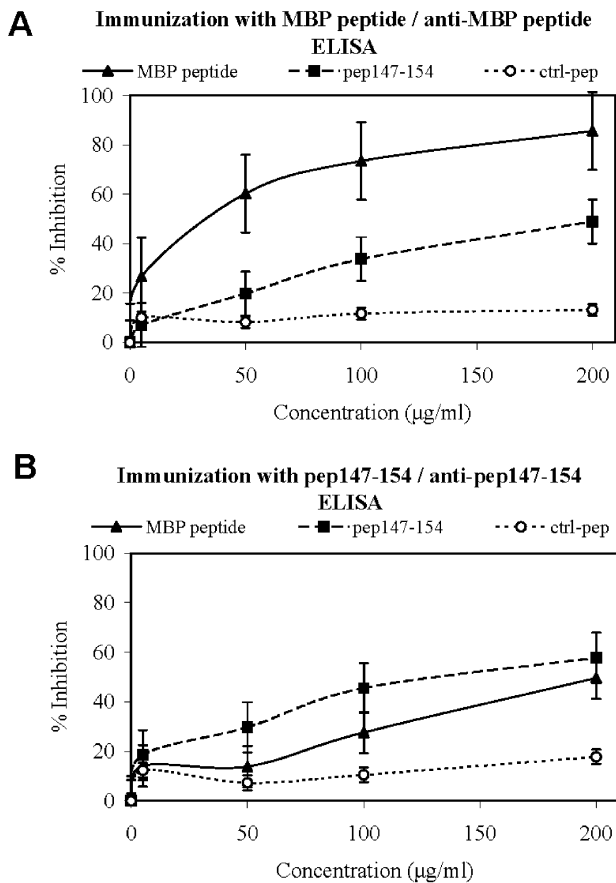 A
Immunization with MBP peptide / anti-MBP peptide
ELISA
MBP peptide pep147-154 ctrl-pep
100
80
60
40
20
0
% Inhibition
0 50 100 150 200
Concentration (µg/ml)
B
Immunization with pep147-154 / anti-pep147-154
ELISA
MBP peptide pep147-154 ctrl-pep
100
80
60
40
20
0
% Inhibition
0 50 100 150 200
Concentration (µg/ml)